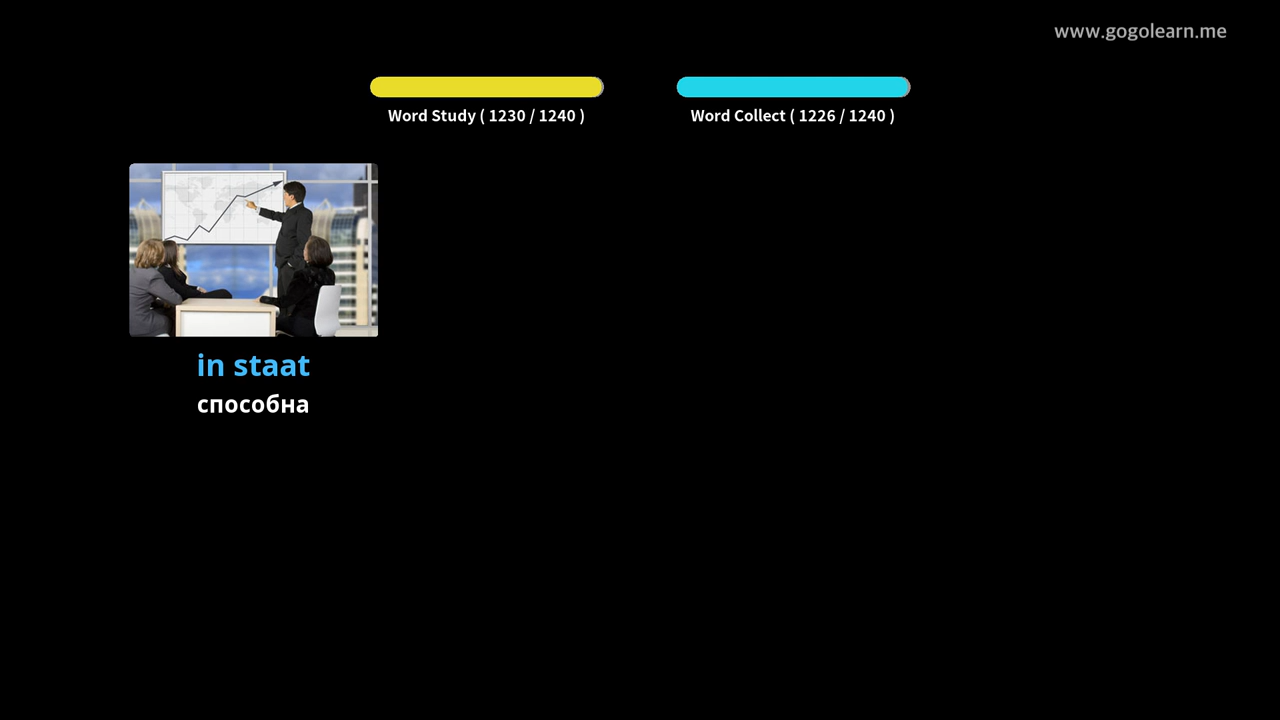 www.gogolearn.me
Word Study ( 1230 / 1240 )
Word Collect ( 1226 / 1240 )
in staat
способна